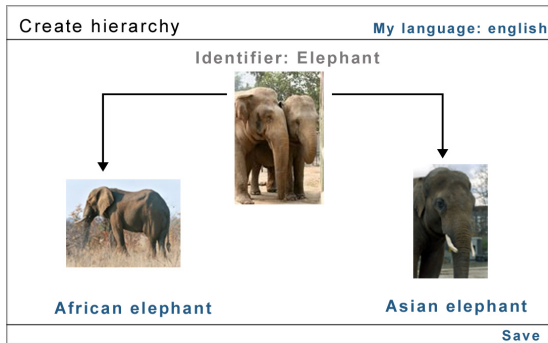 Create hierarchy
My language: english
Identifier: Elephant
African elephant
Asian elephant
Save